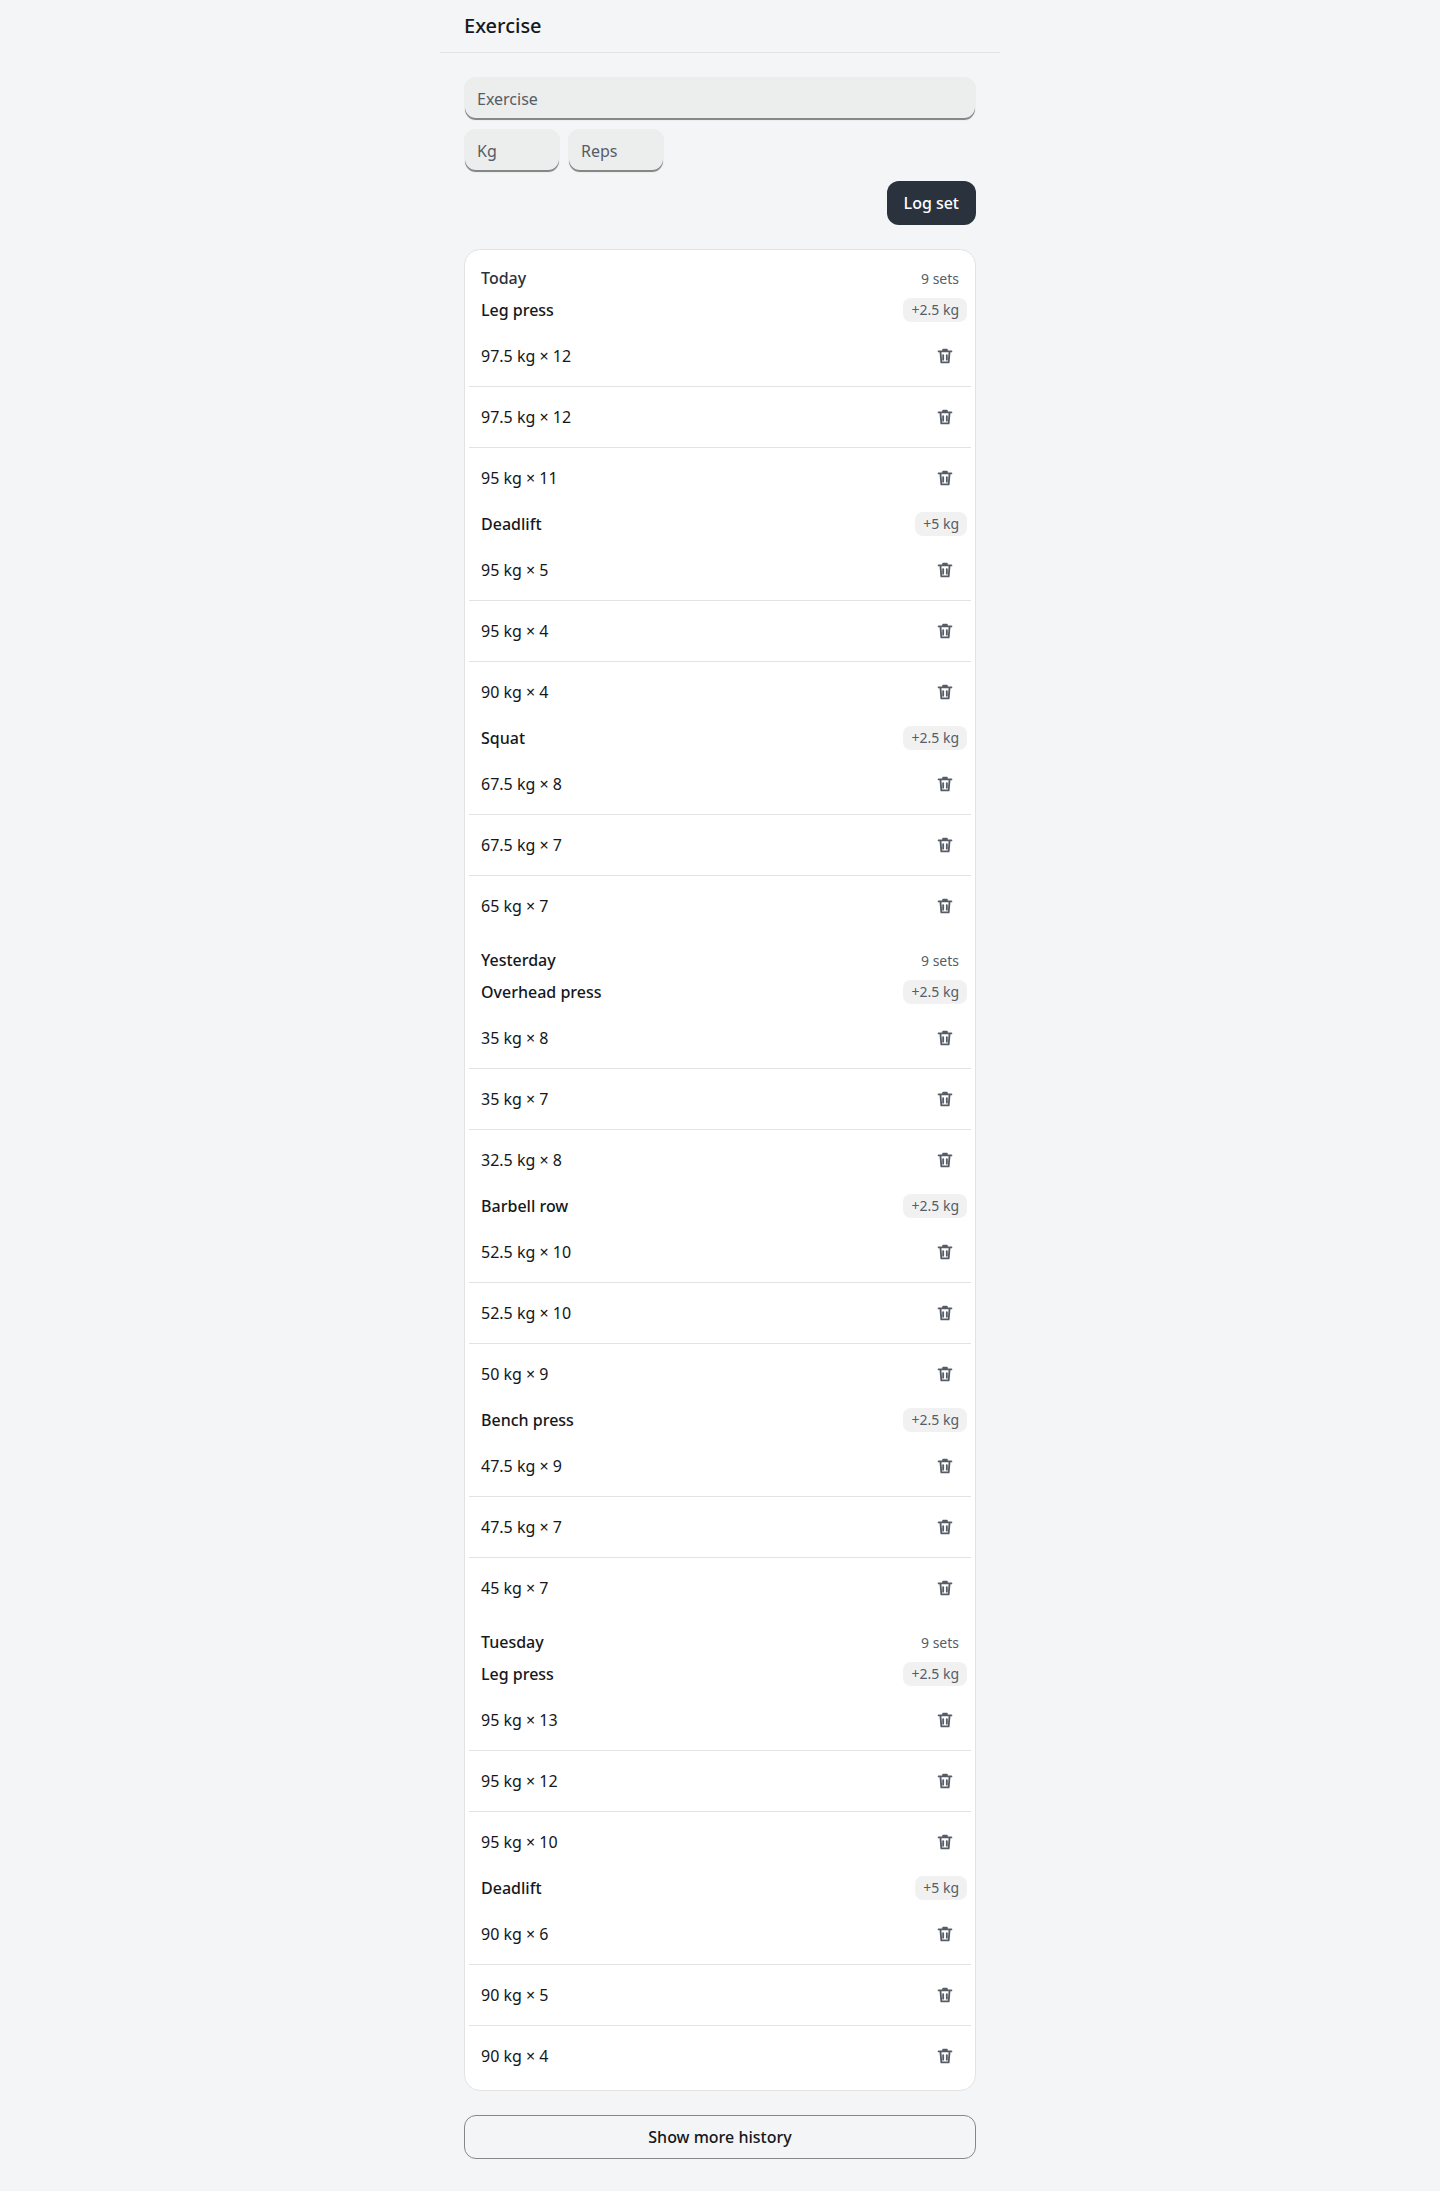 Exercise
Exercise
Kg Reps
Log set
Today 9 sets
Leg press +2.5 kg
97.5 kg × 12
97.5 kg × 12
95 kg × 11
Deadlift +5 kg
95 kg × 5
95 kg × 4
90 kg × 4
Squat +2.5 kg
67.5 kg × 8
67.5 kg × 7
65 kg × 7
Yesterday 9 sets
Overhead press +2.5 kg
35 kg × 8
35 kg × 7
32.5 kg × 8
Barbell row +2.5 kg
52.5 kg × 10
52.5 kg × 10
50 kg × 9
Bench press +2.5 kg
47.5 kg × 9
47.5 kg × 7
45 kg × 7
Tuesday 9 sets
Leg press +2.5 kg
95 kg × 13
95 kg × 12
95 kg × 10
Deadlift +5 kg
90 kg × 6
90 kg × 5
90 kg × 4
Show more history